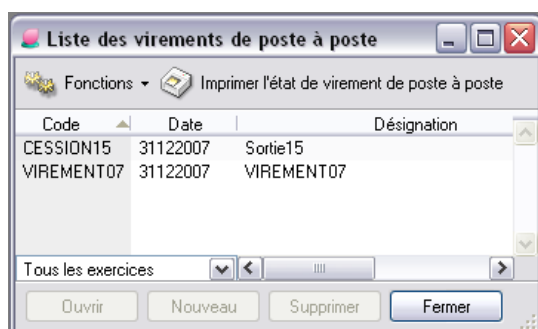 Liste des virements de poste à poste
Fonctions Imprimer l'état de virement de poste à poste
Code Date Désignation
CESSION15 31122007 Sortie15
VIREMENT07 31122007 VIREMENT07
Tous les exercices
Ouvrir Nouveau Supprimer Fermer